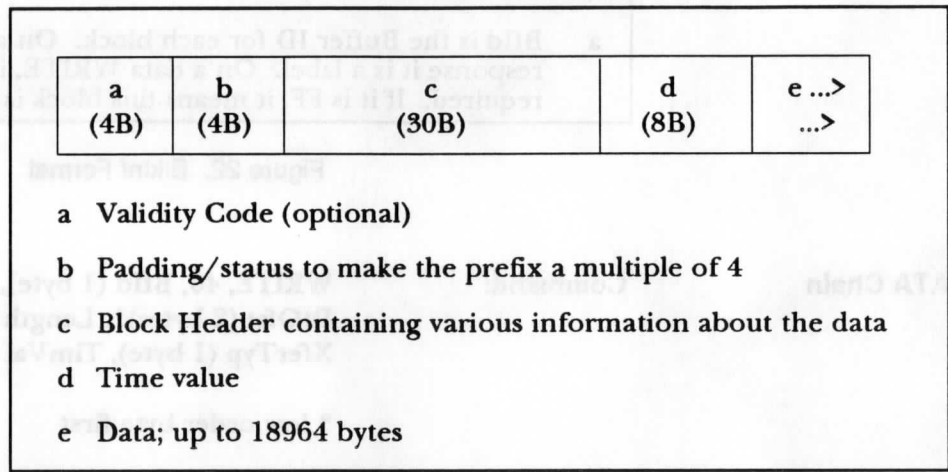 a b c d e ...>
(4B) (4B) (30B) (8B) ...>
a Validity Code (optional)
b Padding/status to make the prefix a multiple of 4
c Block Header containing various information about the data
d Time value
e Data; up to 18964 bytes